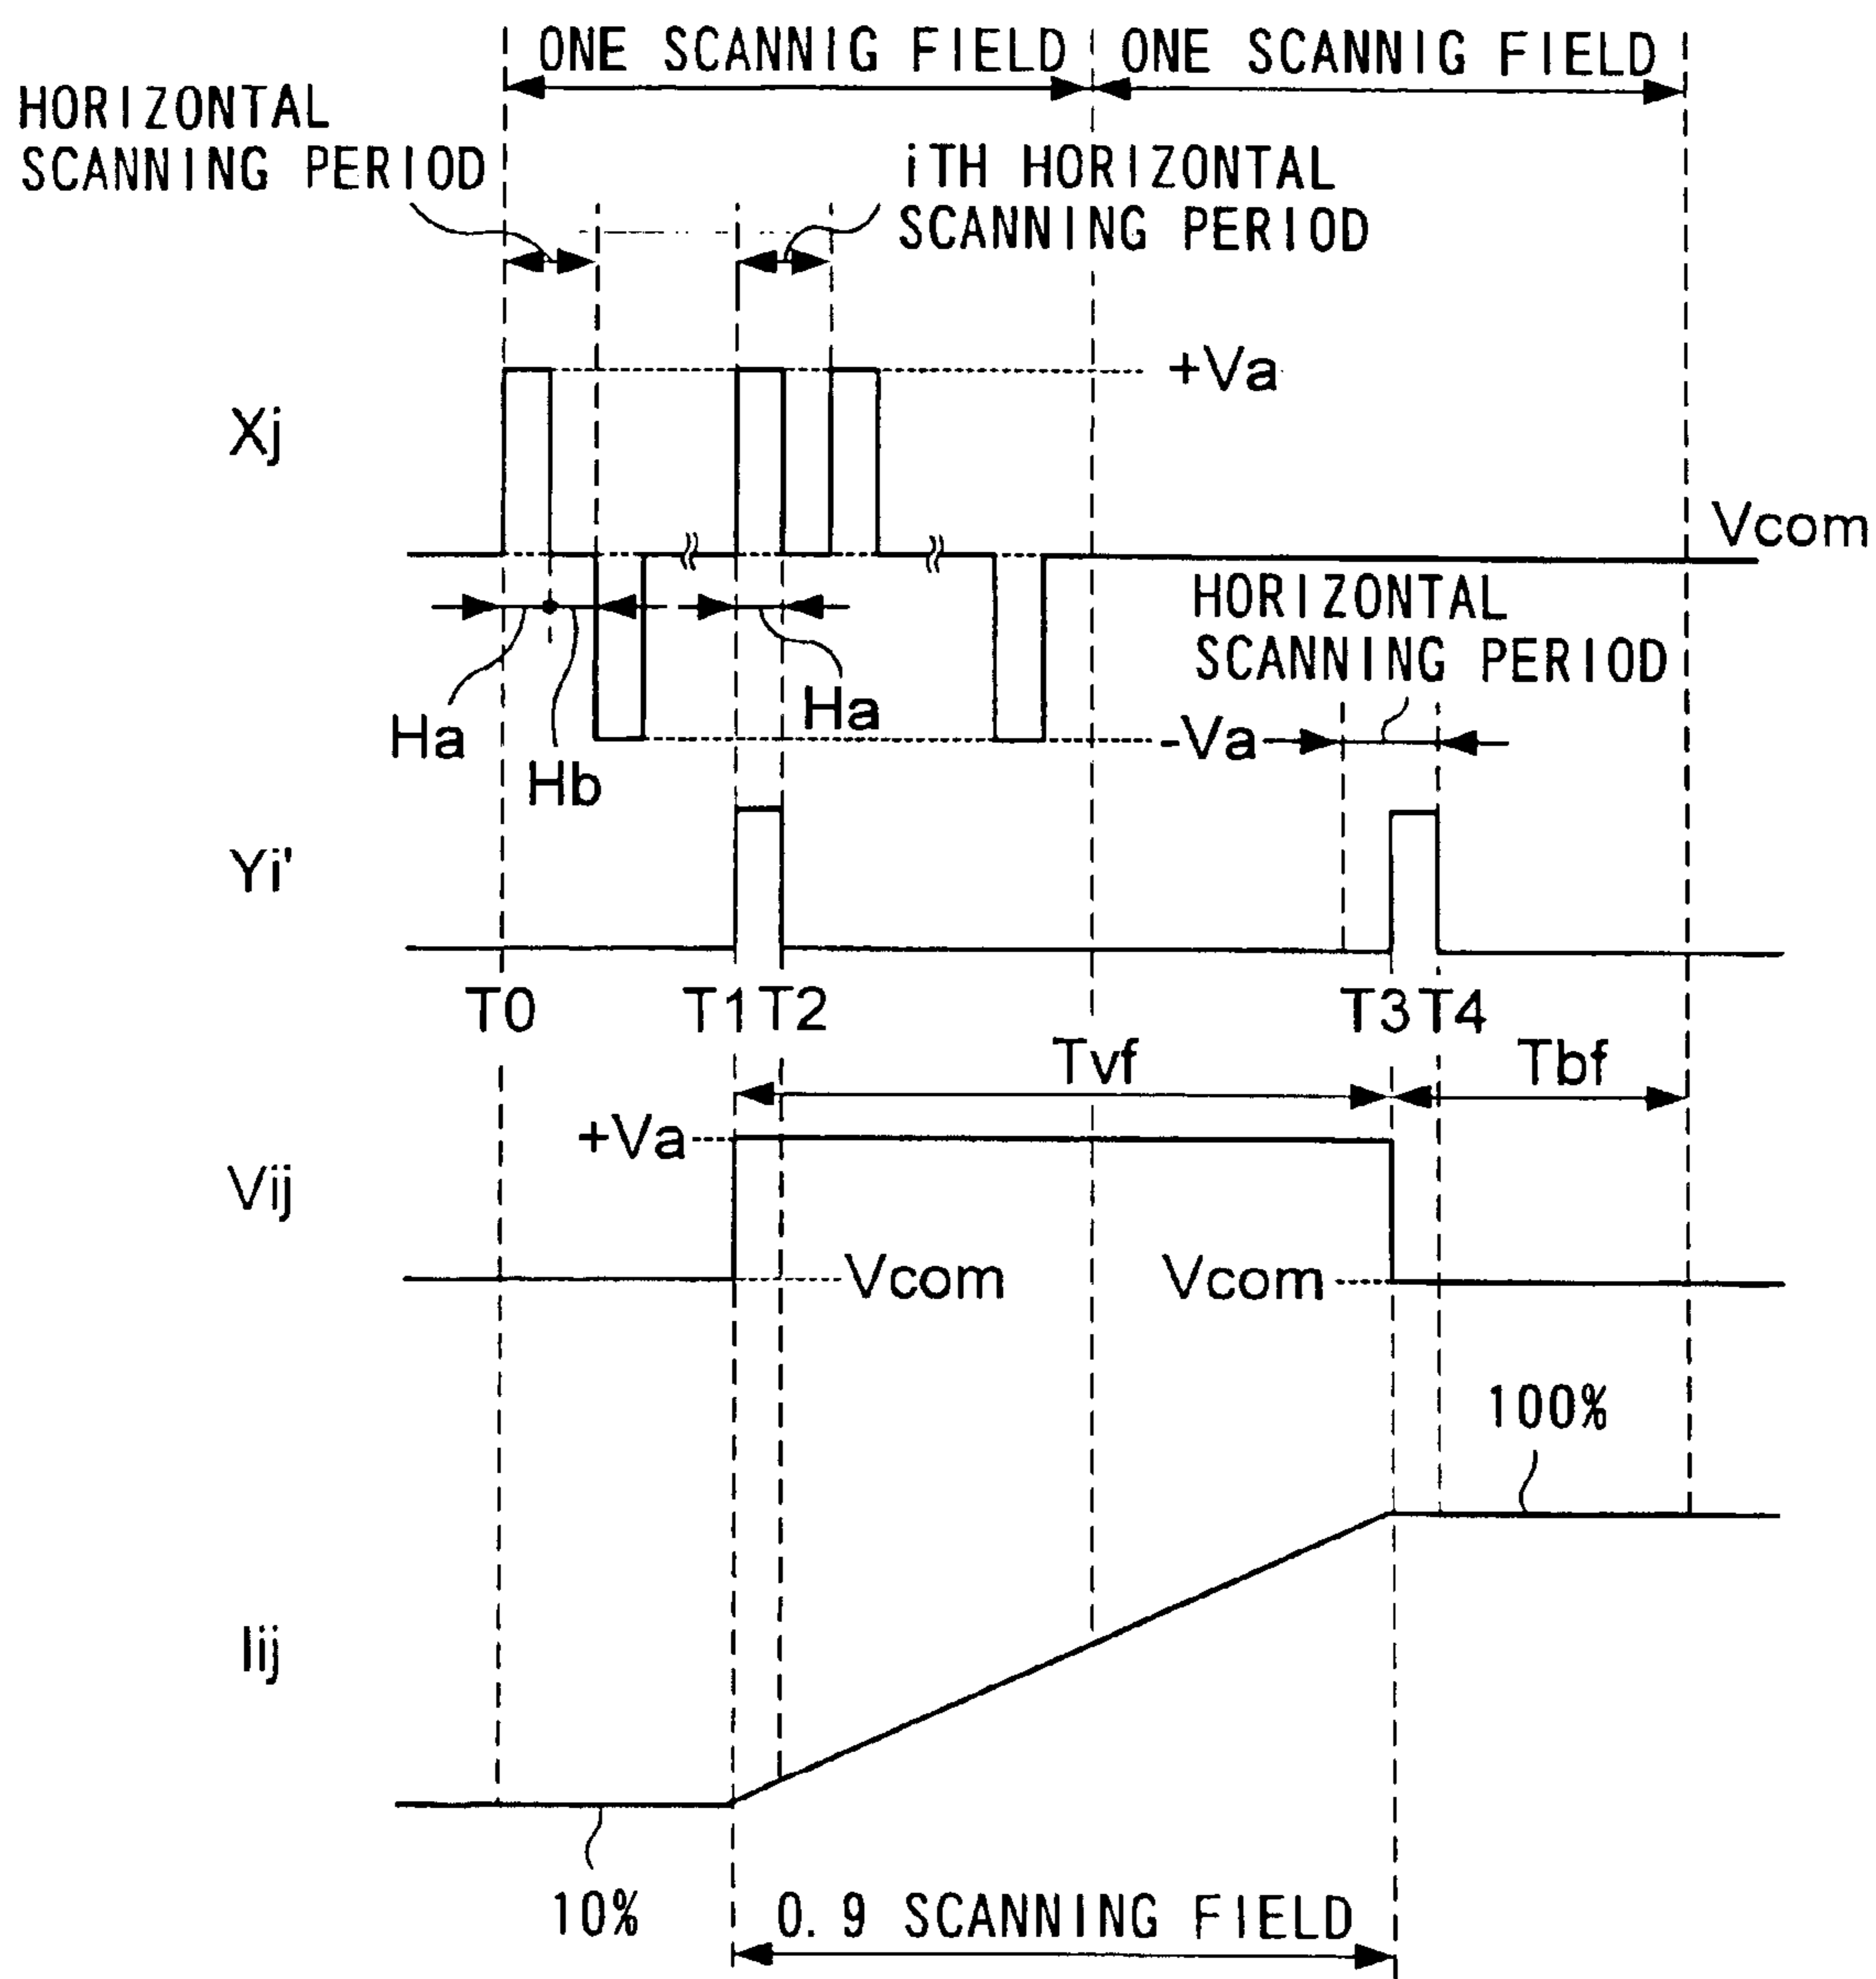 ONE SCANNIG FIELD
ONE SCANNIG FIELD
HORIZONTAL
SCANNING PERIOD
iTH HORIZONTAL
SCANNING PERIOD
+Va
Xj
Vcom
HORIZONTAL
SCANNING PERIOD
Ha
Hb
Ha
-Va
Yi'
T0
T1
T2
T3
T4
Tvf
Tbf
+Va
Vij
Vcom
Vcom
100%
Iij
10%
0.9 SCANNING FIELD